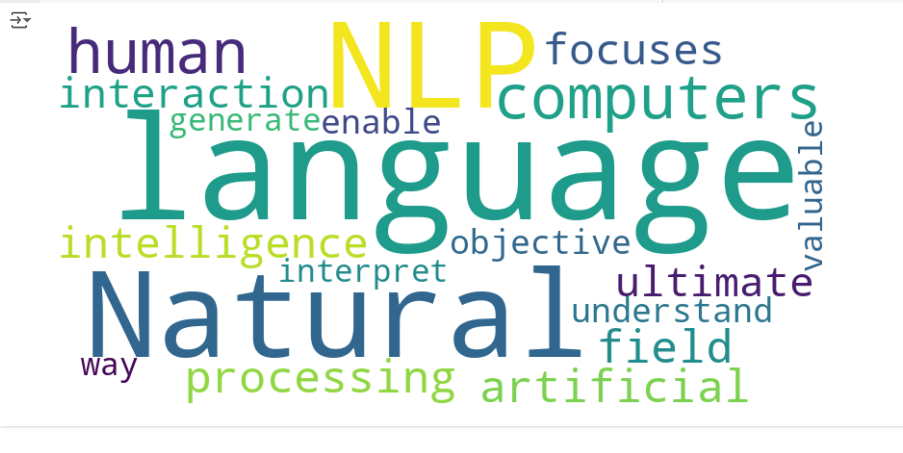 human
NLP
focuses
interaction
computers
generate
enable
language
valuable
intelligence
objective
interpret
Natural
ultimate
understand
field
way
processing
artificial